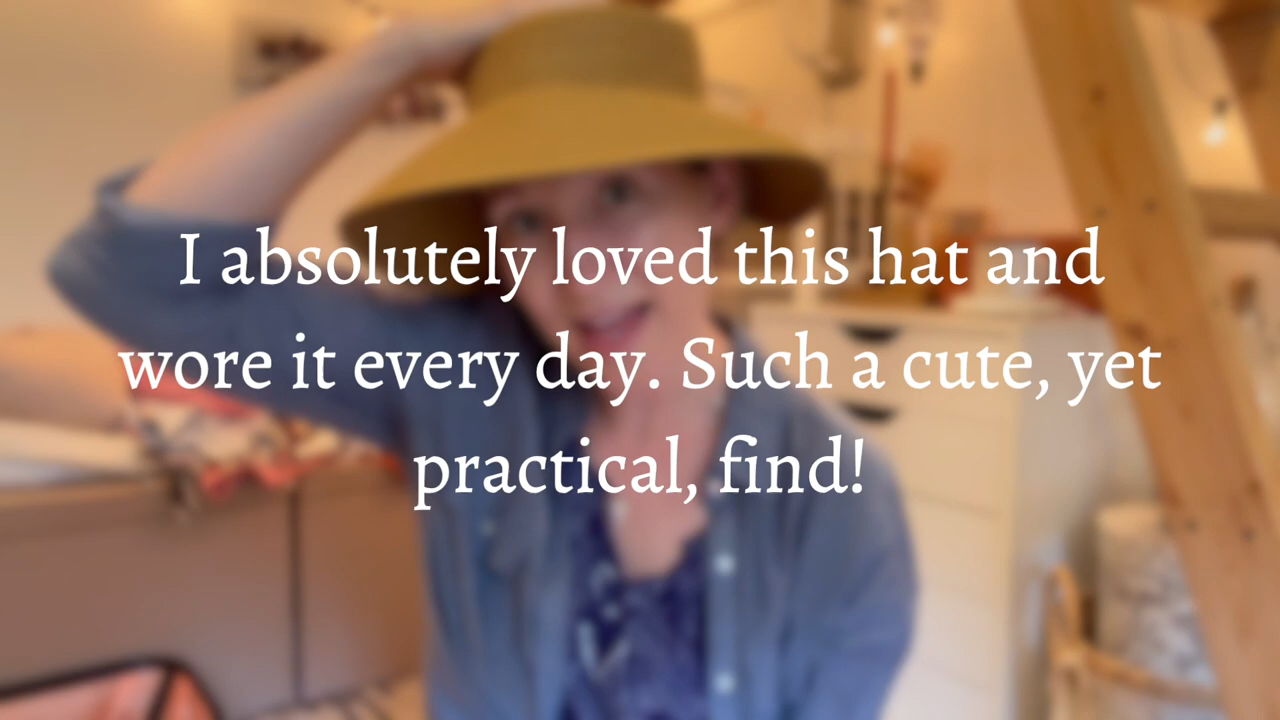 I absolutely loved this hat and
wore it every day. Such a cute, yet
practical, find!